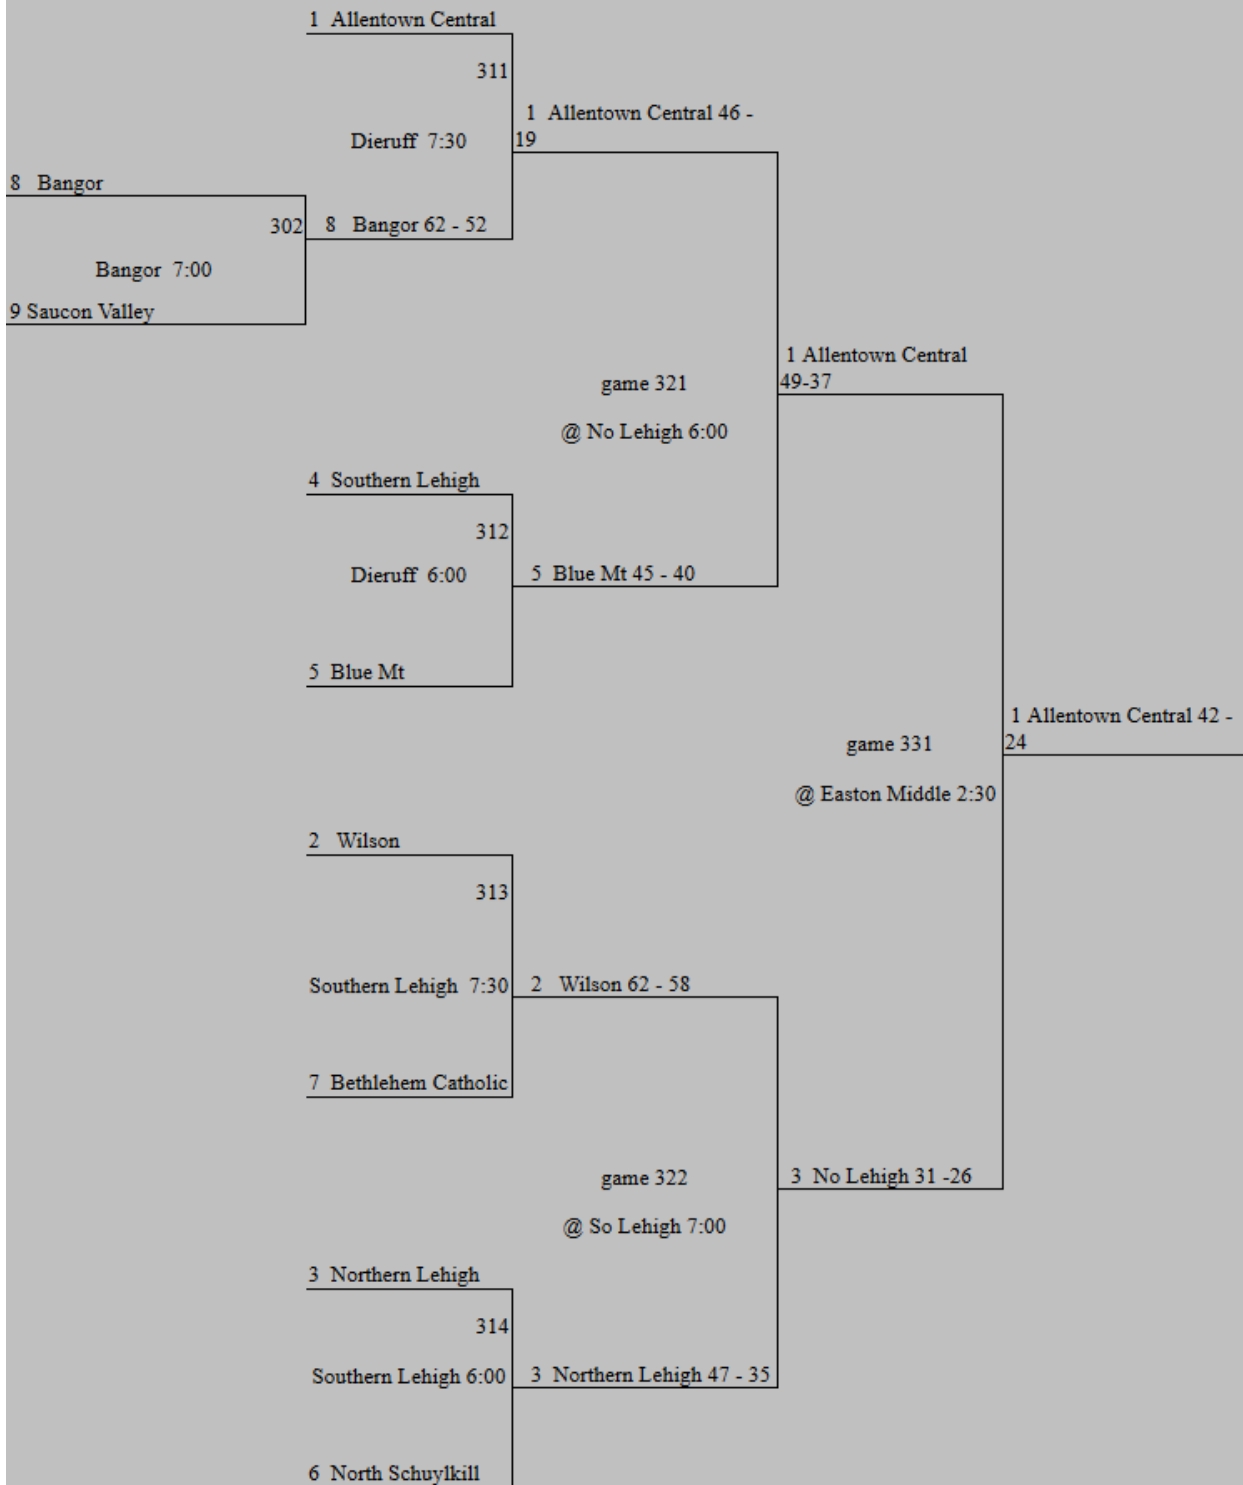 1 Allentown Central
311
1 Allentown Central 46 -
19
Dieruff 7:30
8 Bangor
302
8 Bangor 62 - 52
Bangor 7:00
9 Saucon Valley
1 Allentown Central
49-37
game 321
@ No Lehigh 6:00
4 Southern Lehigh
312
Dieruff 6:00
5 Blue Mt 45 - 40
5 Blue Mt
1 Allentown Central 42 -
24
game 331
@ Easton Middle 2:30
2 Wilson
313
Southern Lehigh 7:30
2 Wilson 62 - 58
7 Bethlehem Catholic
game 322
3 No Lehigh 31 -26
@ So Lehigh 7:00
3 Northern Lehigh
314
Southern Lehigh 6:00
3 Northern Lehigh 47 - 35
6 North Schuylkill